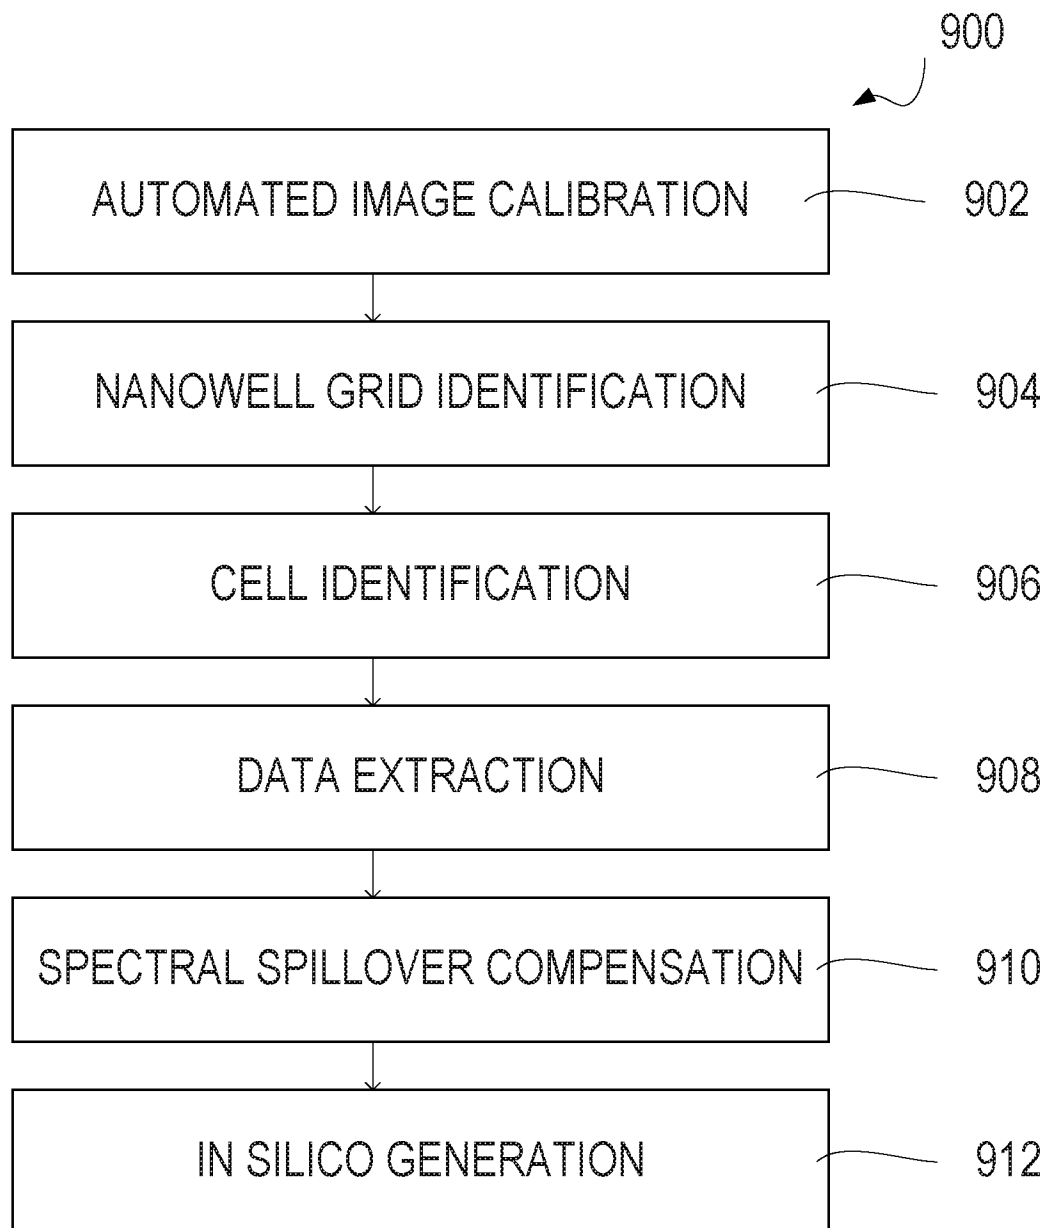 900
AUTOMATED IMAGE CALIBRATION 902
NANOWELL GRID IDENTIFICATION 904
CELL IDENTIFICATION 906
DATA EXTRACTION 908
SPECTRAL SPILLOVER COMPENSATION 910
IN SILICO GENERATION 912